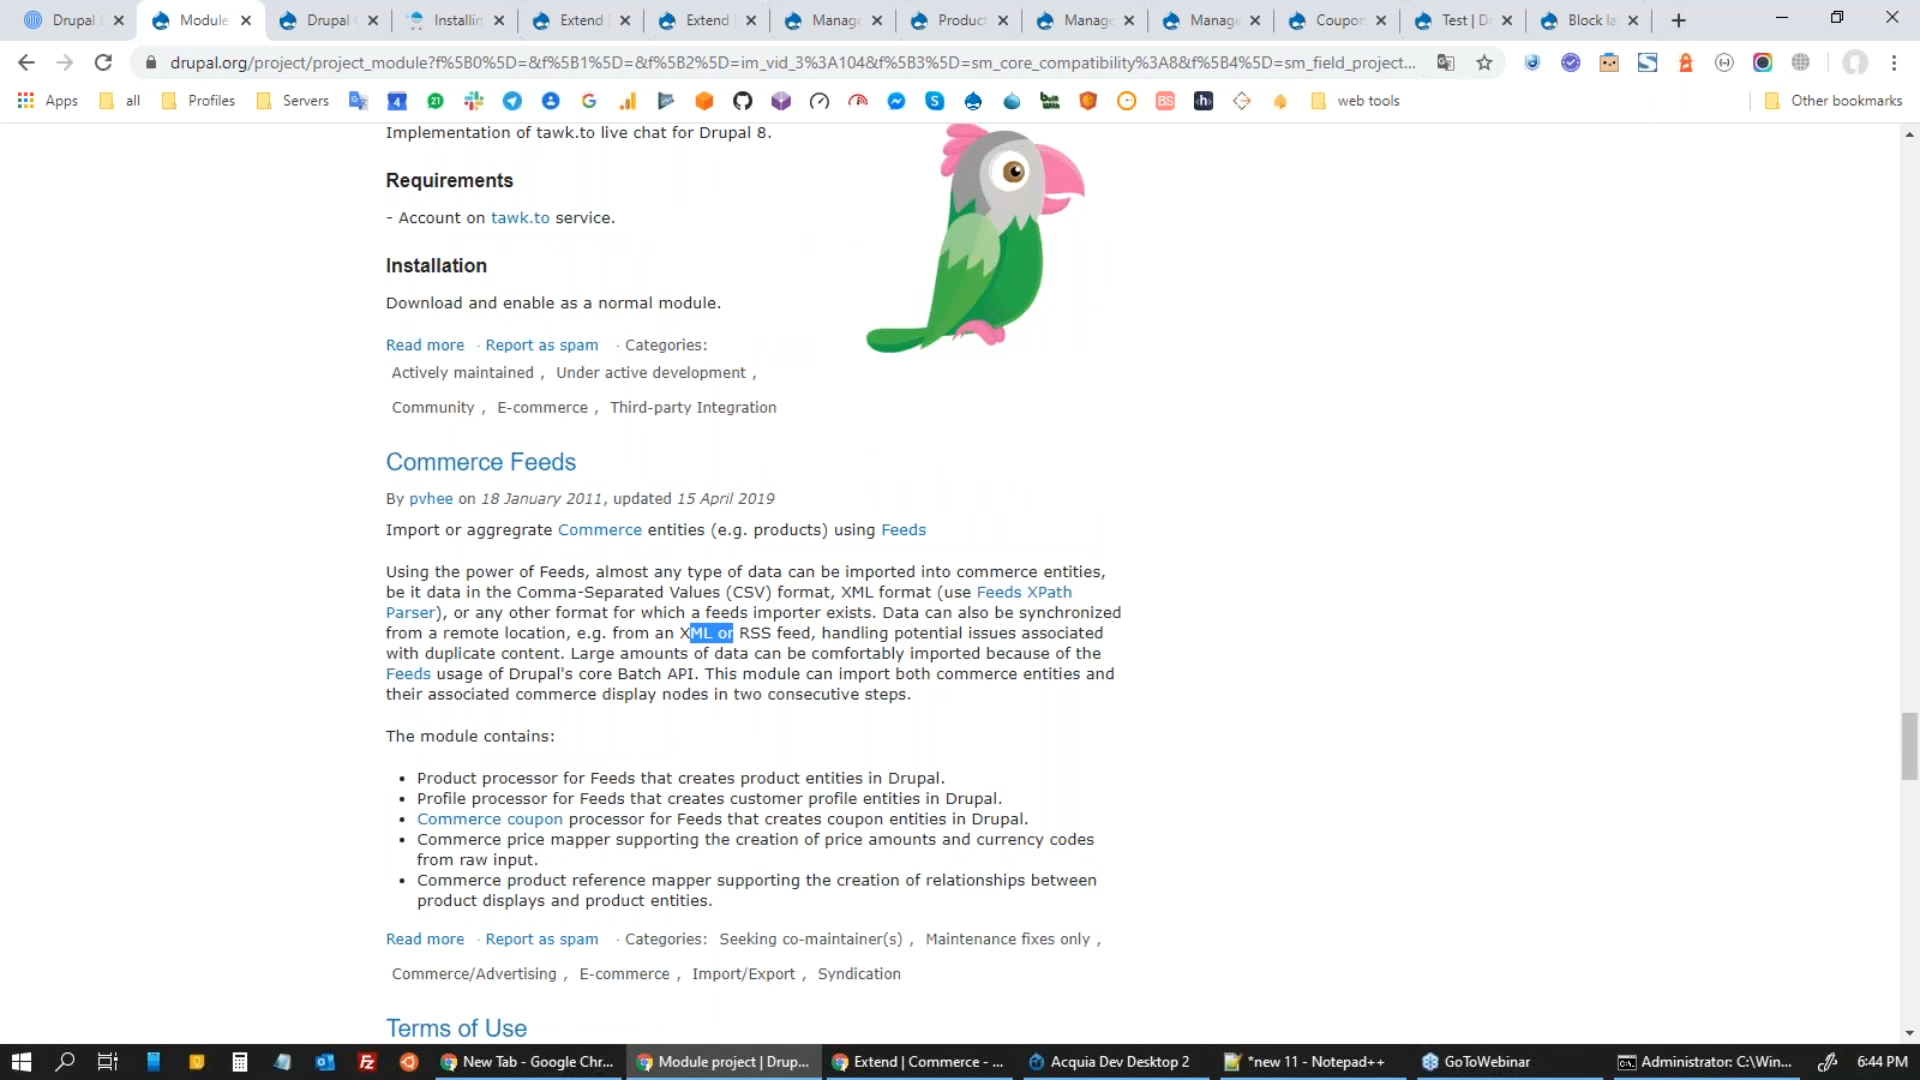 Drupal 8
Module
Drupal
Installin
Extend
Extend
Manage
Product
Manage
Manage
Coupon
Test | D
Block la
drupal.org/project/project_module?f%5B0%5D=&f%5B1%5D=&f%5B2%5D=im_vid_3%3A104&f%5B3%5D=sm_core_compatibility%3A8&f%5B4%5D=sm_field_project...
Apps
all
Profiles
Servers
web tools
Other bookmarks
Implementation of tawk.to live chat for Drupal 8.
Requirements
- Account on tawk.to service.
Installation
Download and enable as a normal module.
Read more · Report as spam · Categories:
Actively maintained , Under active development ,
Community , E-commerce , Third-party Integration
Commerce Feeds
By pvhee on 18 January 2011, updated 15 April 2019
Import or aggregrate Commerce entities (e.g. products) using Feeds
Using the power of Feeds, almost any type of data can be imported into commerce entities,
be it data in the Comma-Separated Values (CSV) format, XML format (use Feeds XPath
Parser), or any other format for which a feeds importer exists. Data can also be synchronized
from a remote location, e.g. from an XML or RSS feed, handling potential issues associated
with duplicate content. Large amounts of data can be comfortably imported because of the
Feeds usage of Drupal's core Batch API. This module can import both commerce entities and
their associated commerce display nodes in two consecutive steps.
The module contains:
• Product processor for Feeds that creates product entities in Drupal.
• Profile processor for Feeds that creates customer profile entities in Drupal.
• Commerce coupon processor for Feeds that creates coupon entities in Drupal.
• Commerce price mapper supporting the creation of price amounts and currency codes
from raw input.
• Commerce product reference mapper supporting the creation of relationships between
product displays and product entities.
Read more · Report as spam · Categories: Seeking co-maintainer(s) , Maintenance fixes only ,
Commerce/Advertising , E-commerce , Import/Export , Syndication
Terms of Use
New Tab - Google Chr...
Module project | Drup...
Extend | Commerce - ...
Acquia Dev Desktop 2
*new 11 - Notepad++
GoToWebinar
Administrator: C:\Win...
6:44 PM